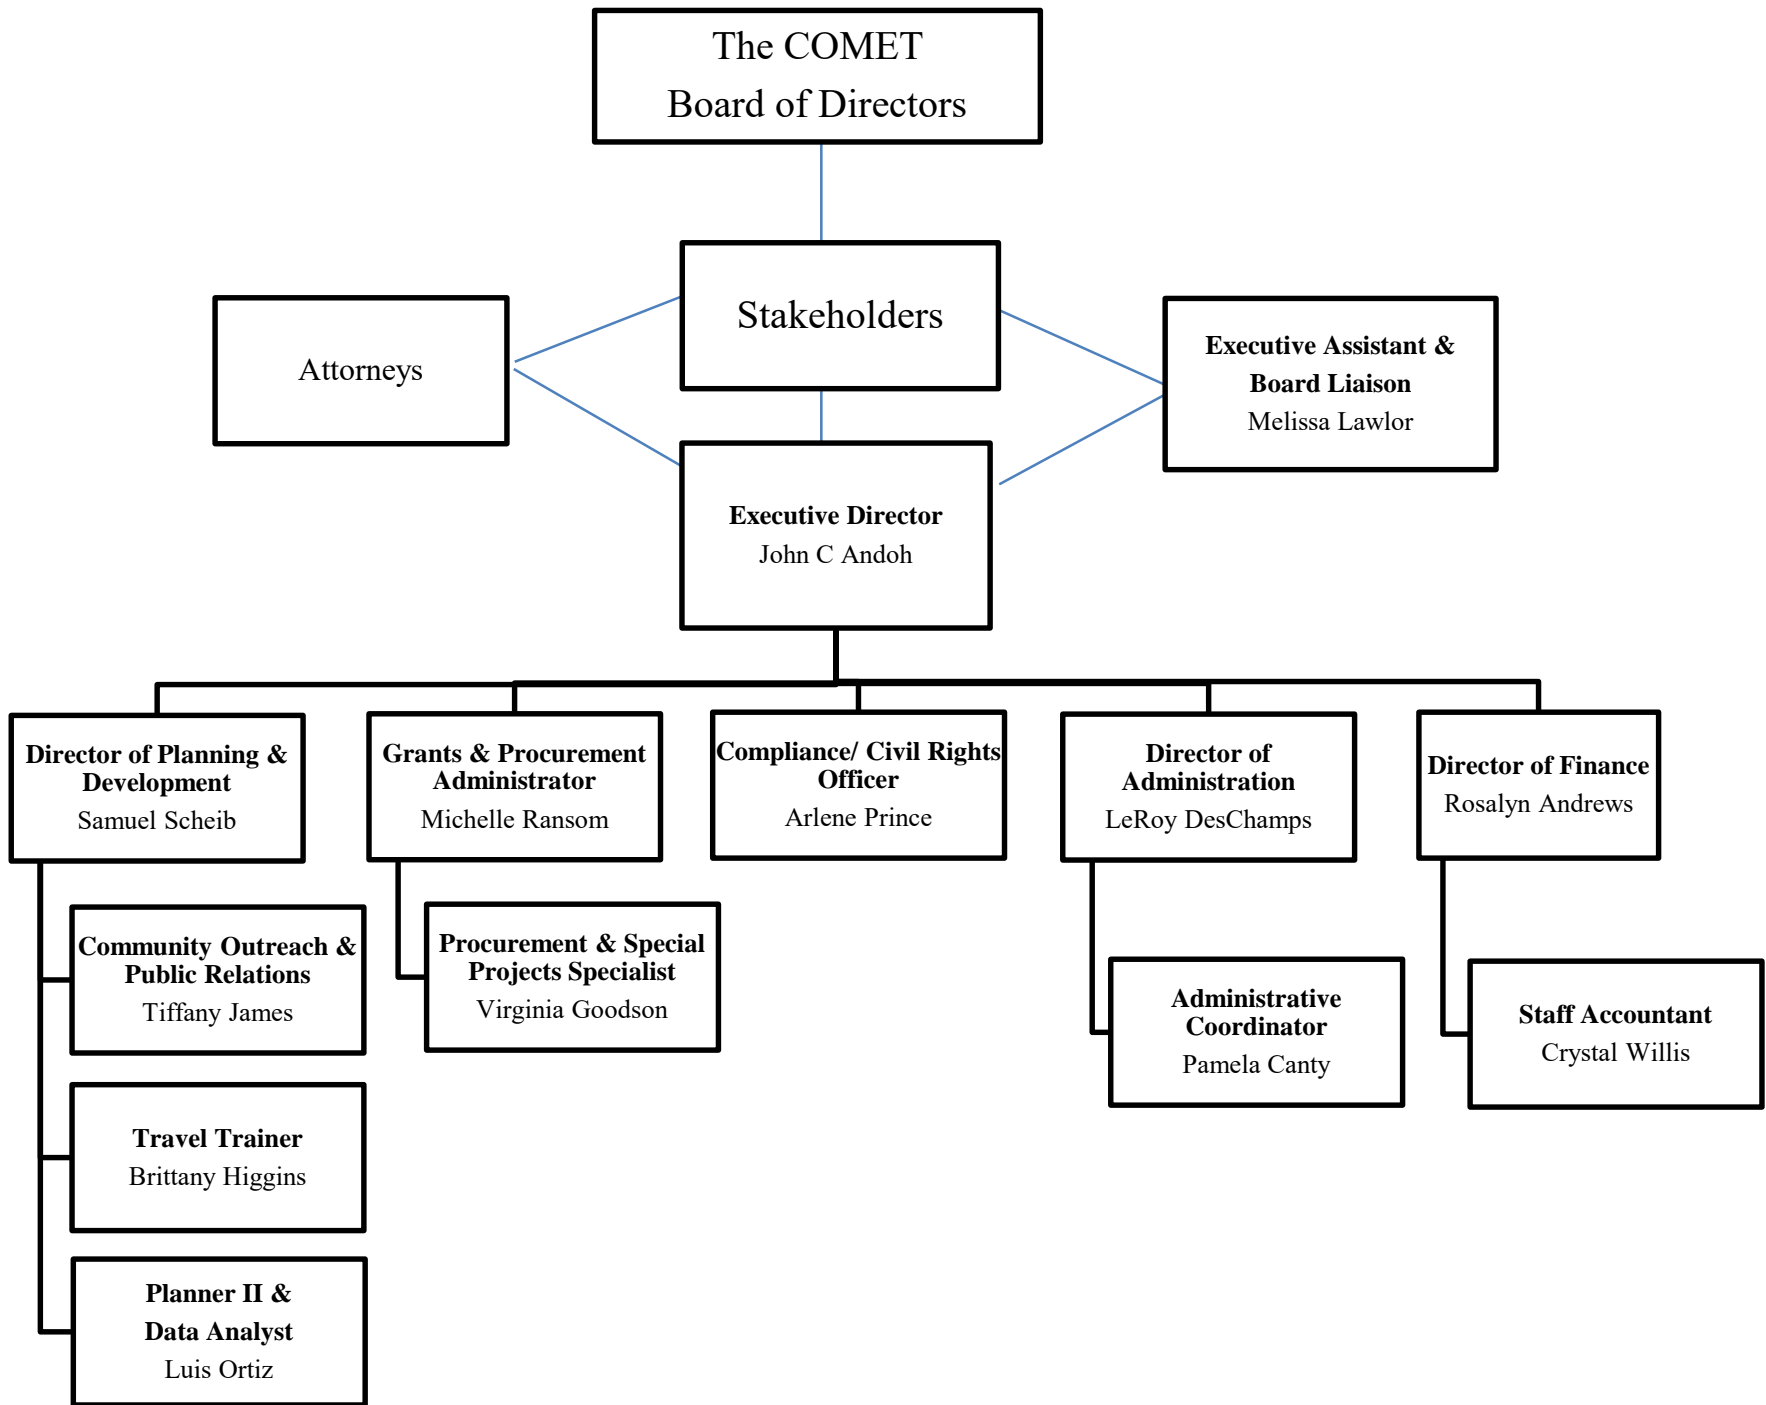 The COMET
Board of Directors
Stakeholders
Attorneys
Executive Assistant &
Board Liaison
Melissa Lawlor
Executive Director
John C Andoh
Director of Planning &
Development
Samuel Scheib
Grants & Procurement
Administrator
Michelle Ransom
Compliance/ Civil Rights
Officer
Arlene Prince
Director of
Administration
LeRoy DesChamps
Director of Finance
Rosalyn Andrews
Community Outreach &
Public Relations
Tiffany James
Procurement & Special
Projects Specialist
Virginia Goodson
Administrative
Coordinator
Pamela Canty
Staff Accountant
Crystal Willis
Travel Trainer
Brittany Higgins
Planner II &
Data Analyst
Luis Ortiz